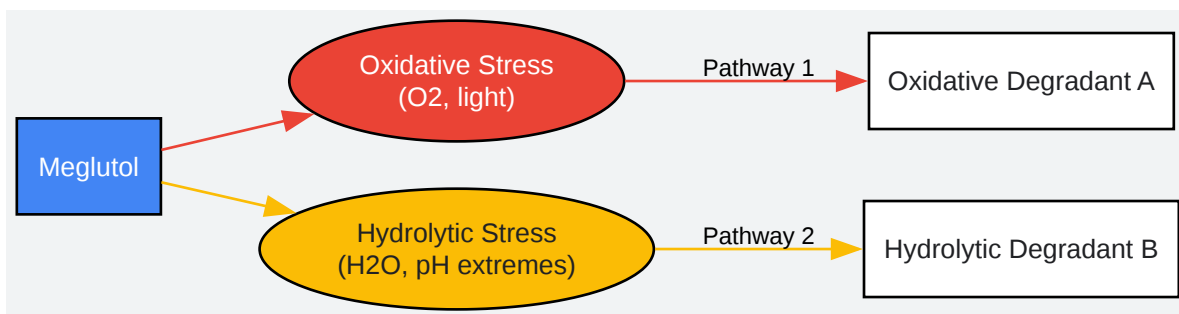 Meglutol
Oxidative Stress
(O2, light)
Pathway 1
Oxidative Degradant A
Hydrolytic Stress
(H2O, pH extremes)
Pathway 2
Hydrolytic Degradant B